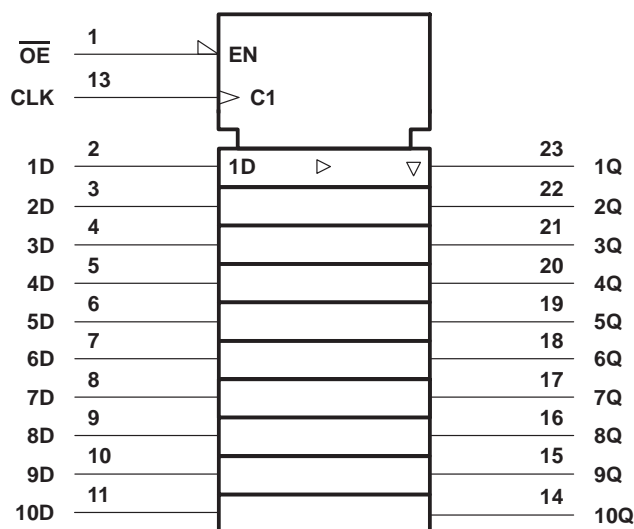 1
OE EN
13
CLK C1
2 23
1D 1D 1Q
3 22
2D 2Q
4 21
3D 3Q
5 20
4D 4Q
6 19
5D 5Q
7 18
6D 6Q
8 17
7D 7Q
9 16
8D 8Q
10 15
9D 9Q
11 14
10D 10Q